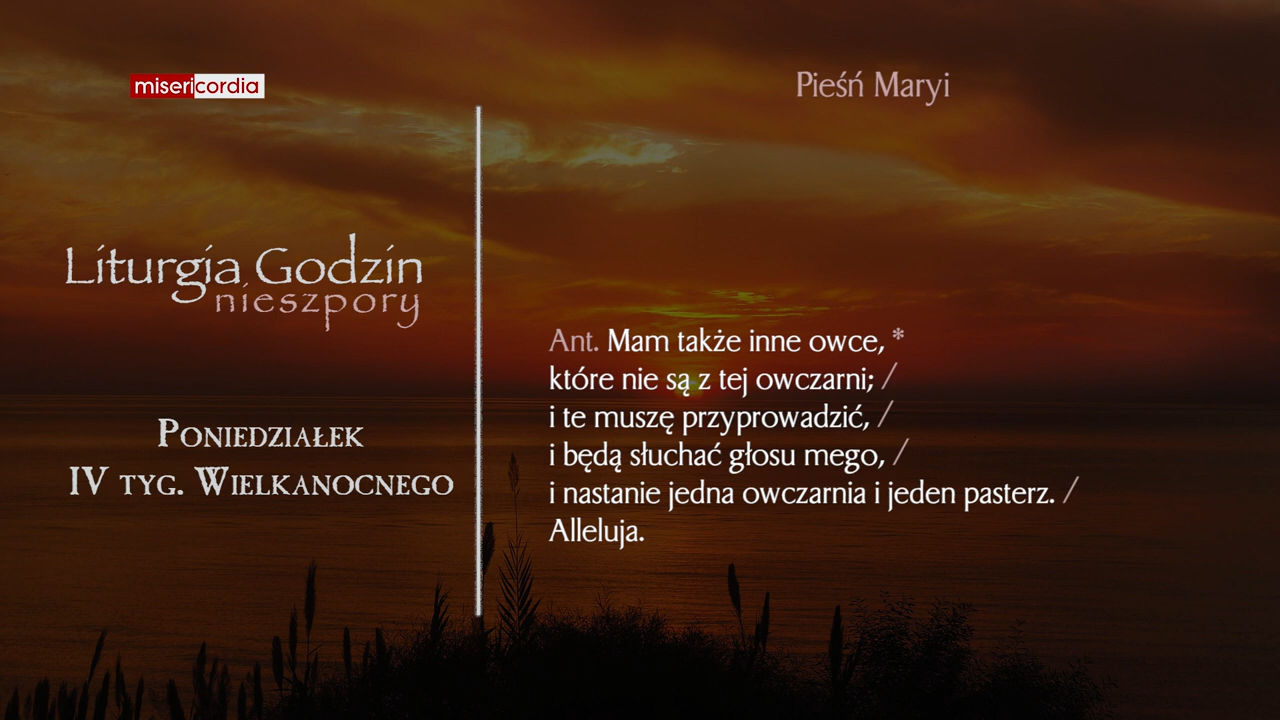 misericordia
Pieśń Maryi
Liturgia Godzin
nieszpory
Poniedziałek
IV tyg. Wielkanocnego
Ant. Mam także inne owce, *
które nie są z tej owczarni; /
i te muszę przyprowadzić, /
i będą słuchać głosu mego, /
i nastanie jedna owczarnia i jeden pasterz. /
Alleluja.